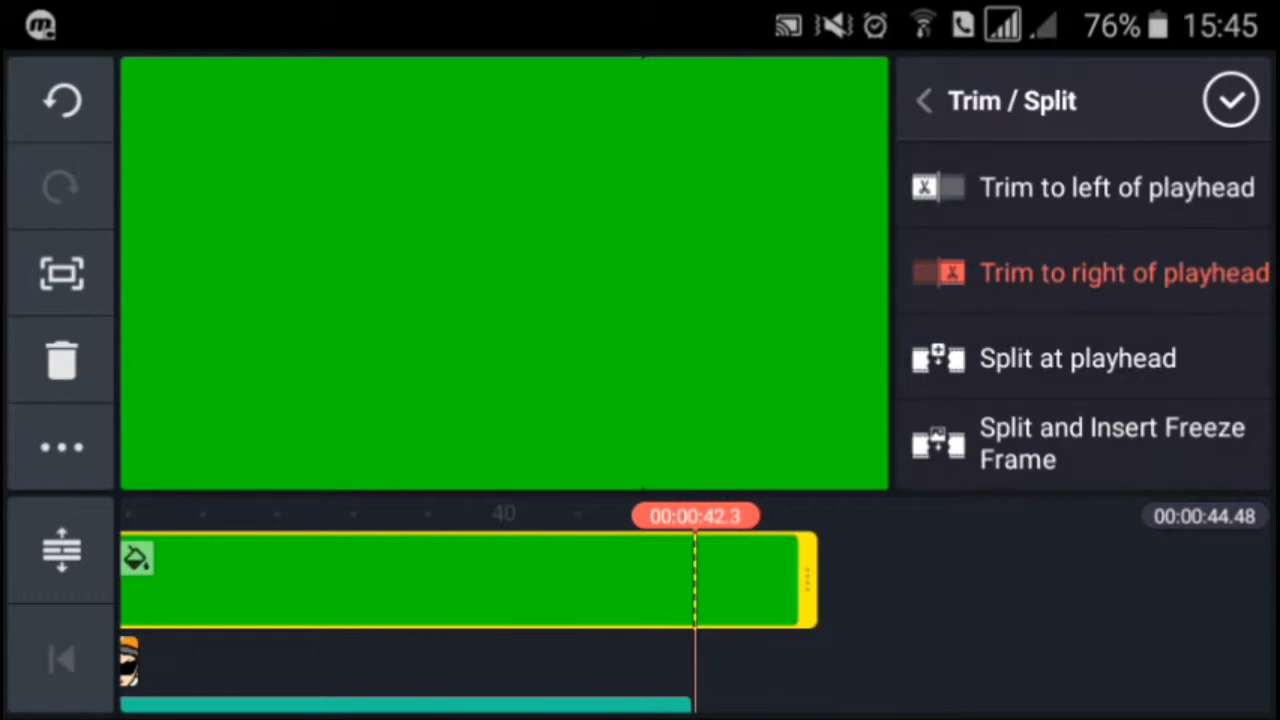 76% 15:45
Trim / Split
Trim to left of playhead
Trim to right of playhead
Split at playhead
Split and Insert Freeze
Frame
40
00:00:42.3
00:00:44.48